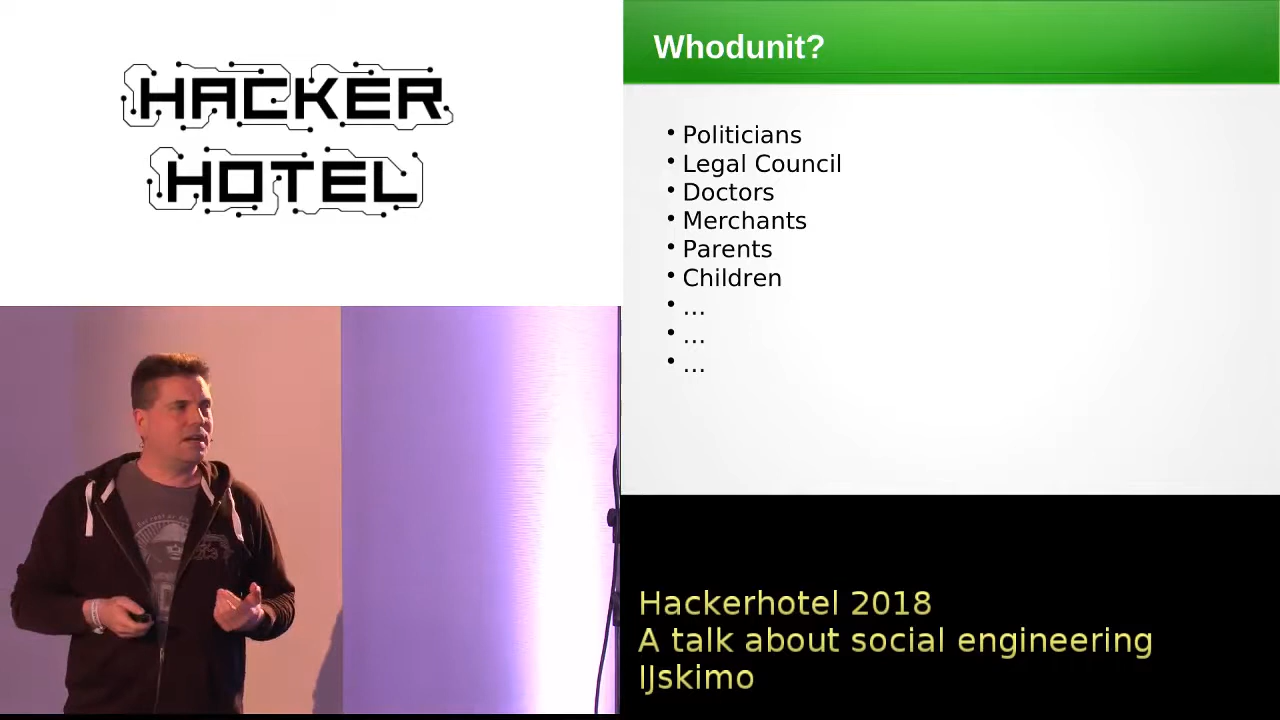 HACKER
HOTEL
Whodunit?
• Politicians
• Legal Council
• Doctors
• Merchants
• Parents
• Children
• ...
• ...
• ...
Hackerhotel 2018
A talk about social engineering
IJskimo